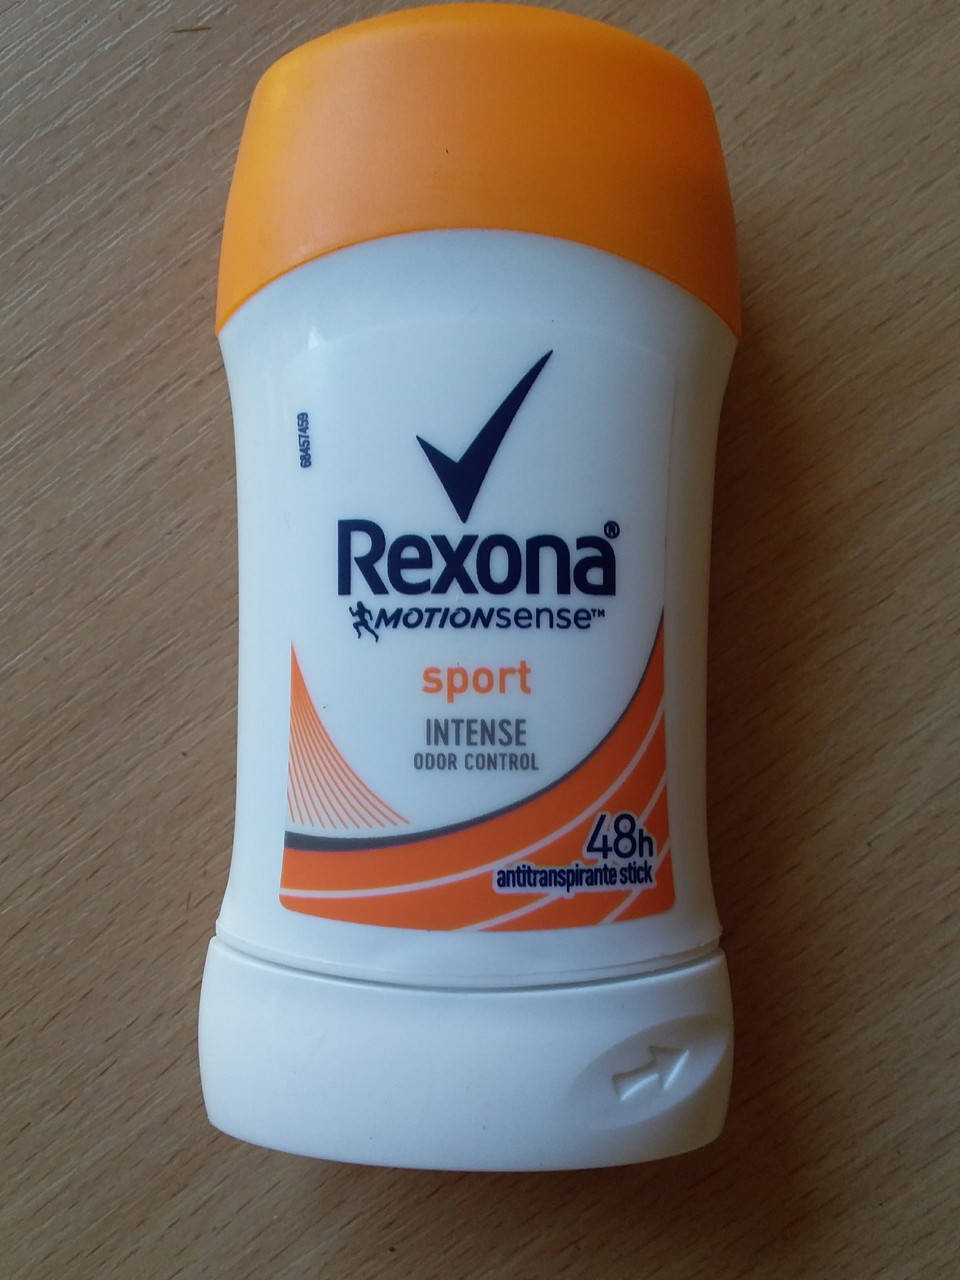 68457459
Rexona®
MOTIONsense™
sport
INTENSE
ODOR CONTROL
48h
antitranspirante stick